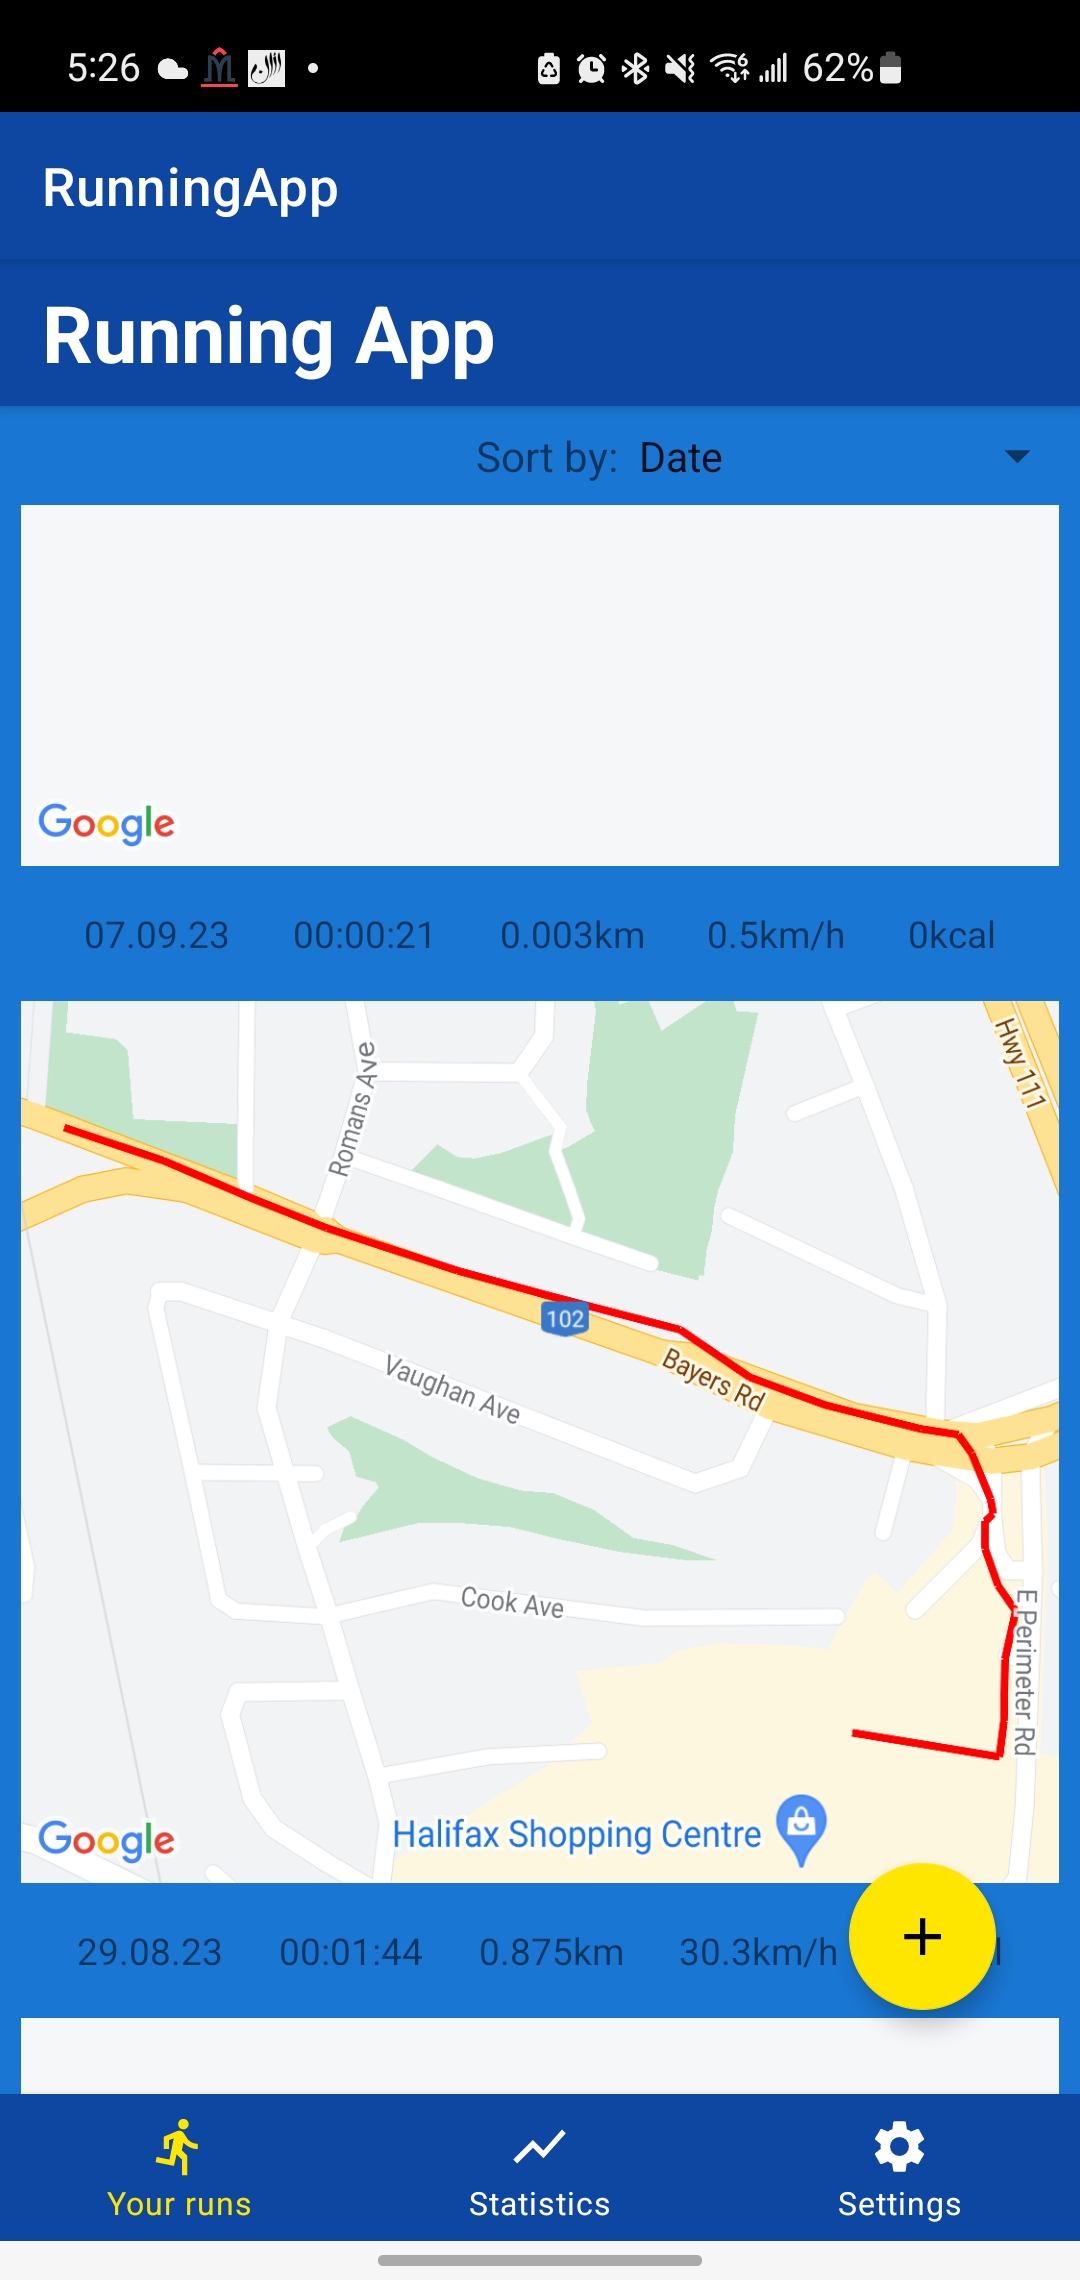 5:26 62%
RunningApp
Running App
Sort by: Date
Google
07.09.23 00:00:21 0.003km 0.5km/h 0kcal
Hwy 111
Romans Ave
102
Bayers Rd
Vaughan Ave
Cook Ave
E Perimeter Rd
Halifax Shopping Centre
Google
29.08.23 00:01:44 0.875km 30.3km/h
+
Your runs Statistics Settings